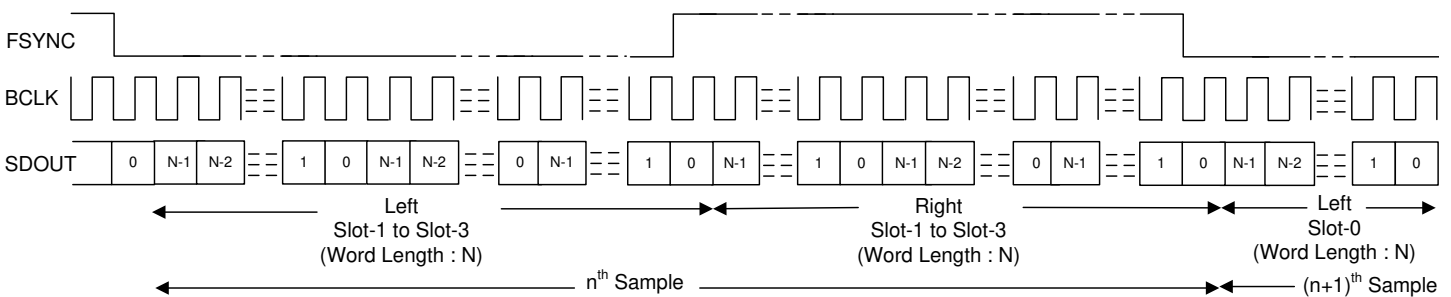 FSYNC
BCLK
SDOUT 0 N-1 N-2 1 0 N-1 N-2 0 N-1 1 0 N-1 1 0 N-1 N-2 0 N-1 1 0 N-1 N-2 1 0
Left
Slot-1 to Slot-3
(Word Length : N)
Right
Slot-1 to Slot-3
(Word Length : N)
Left
Slot-0
(Word Length : N)
nth Sample
(n+1)th Sample